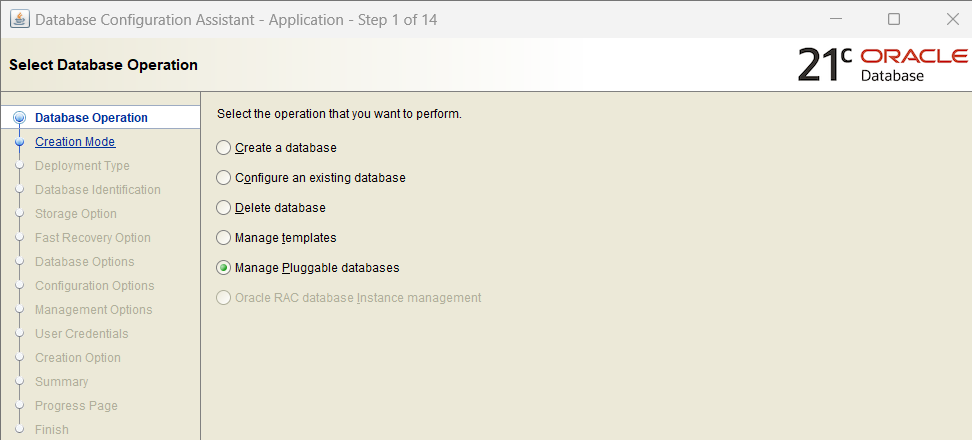 Database Configuration Assistant - Application - Step 1 of 14
Select Database Operation
21c ORACLE
Database
Database Operation
Creation Mode
Deployment Type
Database Identification
Storage Option
Fast Recovery Option
Database Options
Configuration Options
Management Options
User Credentials
Creation Option
Summary
Progress Page
Finish
Select the operation that you want to perform.
Create a database
Configure an existing database
Delete database
Manage templates
Manage Pluggable databases
Oracle RAC database Instance management